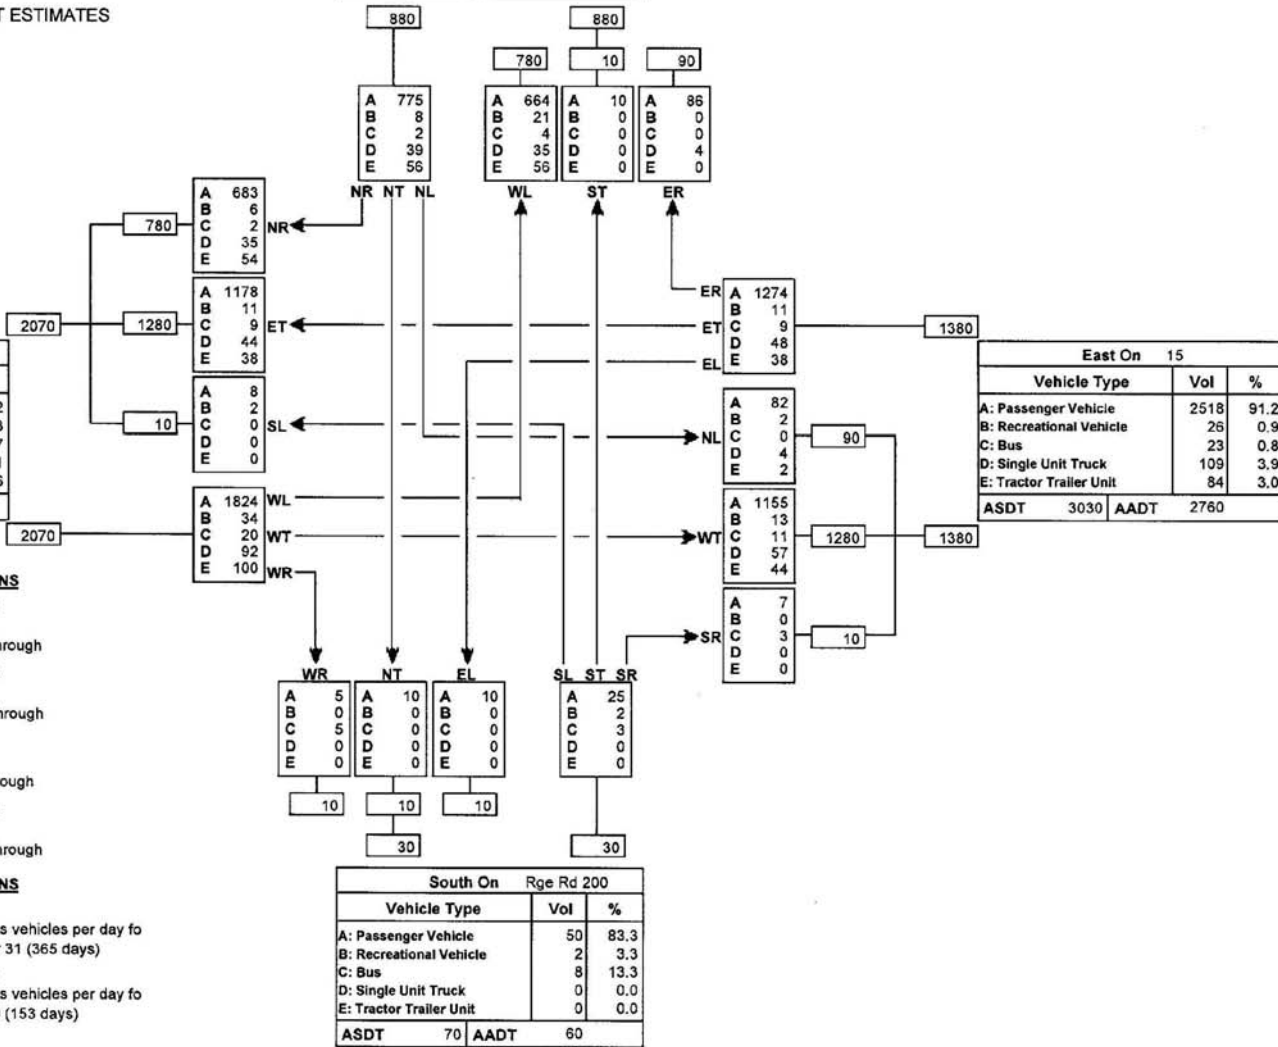 T ESTIMATES
880
880
780
10
90
A 775
B 8
C 2
D 39
E 56
A 664
B 21
C 4
D 35
E 56
A 10
B 0
C 0
D 0
E 0
A 86
B 0
C 0
D 4
E 0
NR NT NL
WL
ST
ER
780
A 683
B 6
C 2
D 35
E 54
NR
2070
1280
A 1178
B 11
C 9
D 44
E 38
ET
10
A 8
B 2
C 0
D 0
E 0
SL
2070
A 1824
B 34
C 20
D 92
E 100
WL
WT
WR
ER
ET
EL
A 1274
B 11
C 9
D 48
E 38
1380
NL
A 82
B 2
C 0
D 4
E 2
90
WT
A 1155
B 13
C 11
D 57
E 44
1280
1380
SR
A 7
B 0
C 3
D 0
E 0
10
East On 15
Vehicle Type Vol %
A: Passenger Vehicle 2518 91.2
B: Recreational Vehicle 26 0.9
C: Bus 23 0.8
D: Single Unit Truck 109 3.9
E: Tractor Trailer Unit 84 3.0
ASDT 3030 AADT 2760
NS
rough
rough
ough
rough
NS
s vehicles per day fo
31 (365 days)
s vehicles per day fo
(153 days)
WR
NT
EL
SL ST SR
A 5
B 0
C 5
D 0
E 0
A 10
B 0
C 0
D 0
E 0
A 10
B 0
C 0
D 0
E 0
A 25
B 2
C 3
D 0
E 0
10
10
10
30
30
South On Rge Rd 200
Vehicle Type Vol %
A: Passenger Vehicle 50 83.3
B: Recreational Vehicle 2 3.3
C: Bus 8 13.3
D: Single Unit Truck 0 0.0
E: Tractor Trailer Unit 0 0.0
ASDT 70 AADT 60